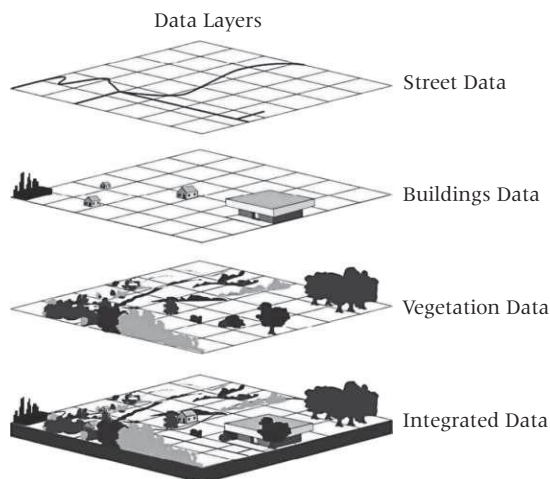 Data Layers
Street Data
Buildings Data
Vegetation Data
Integrated Data